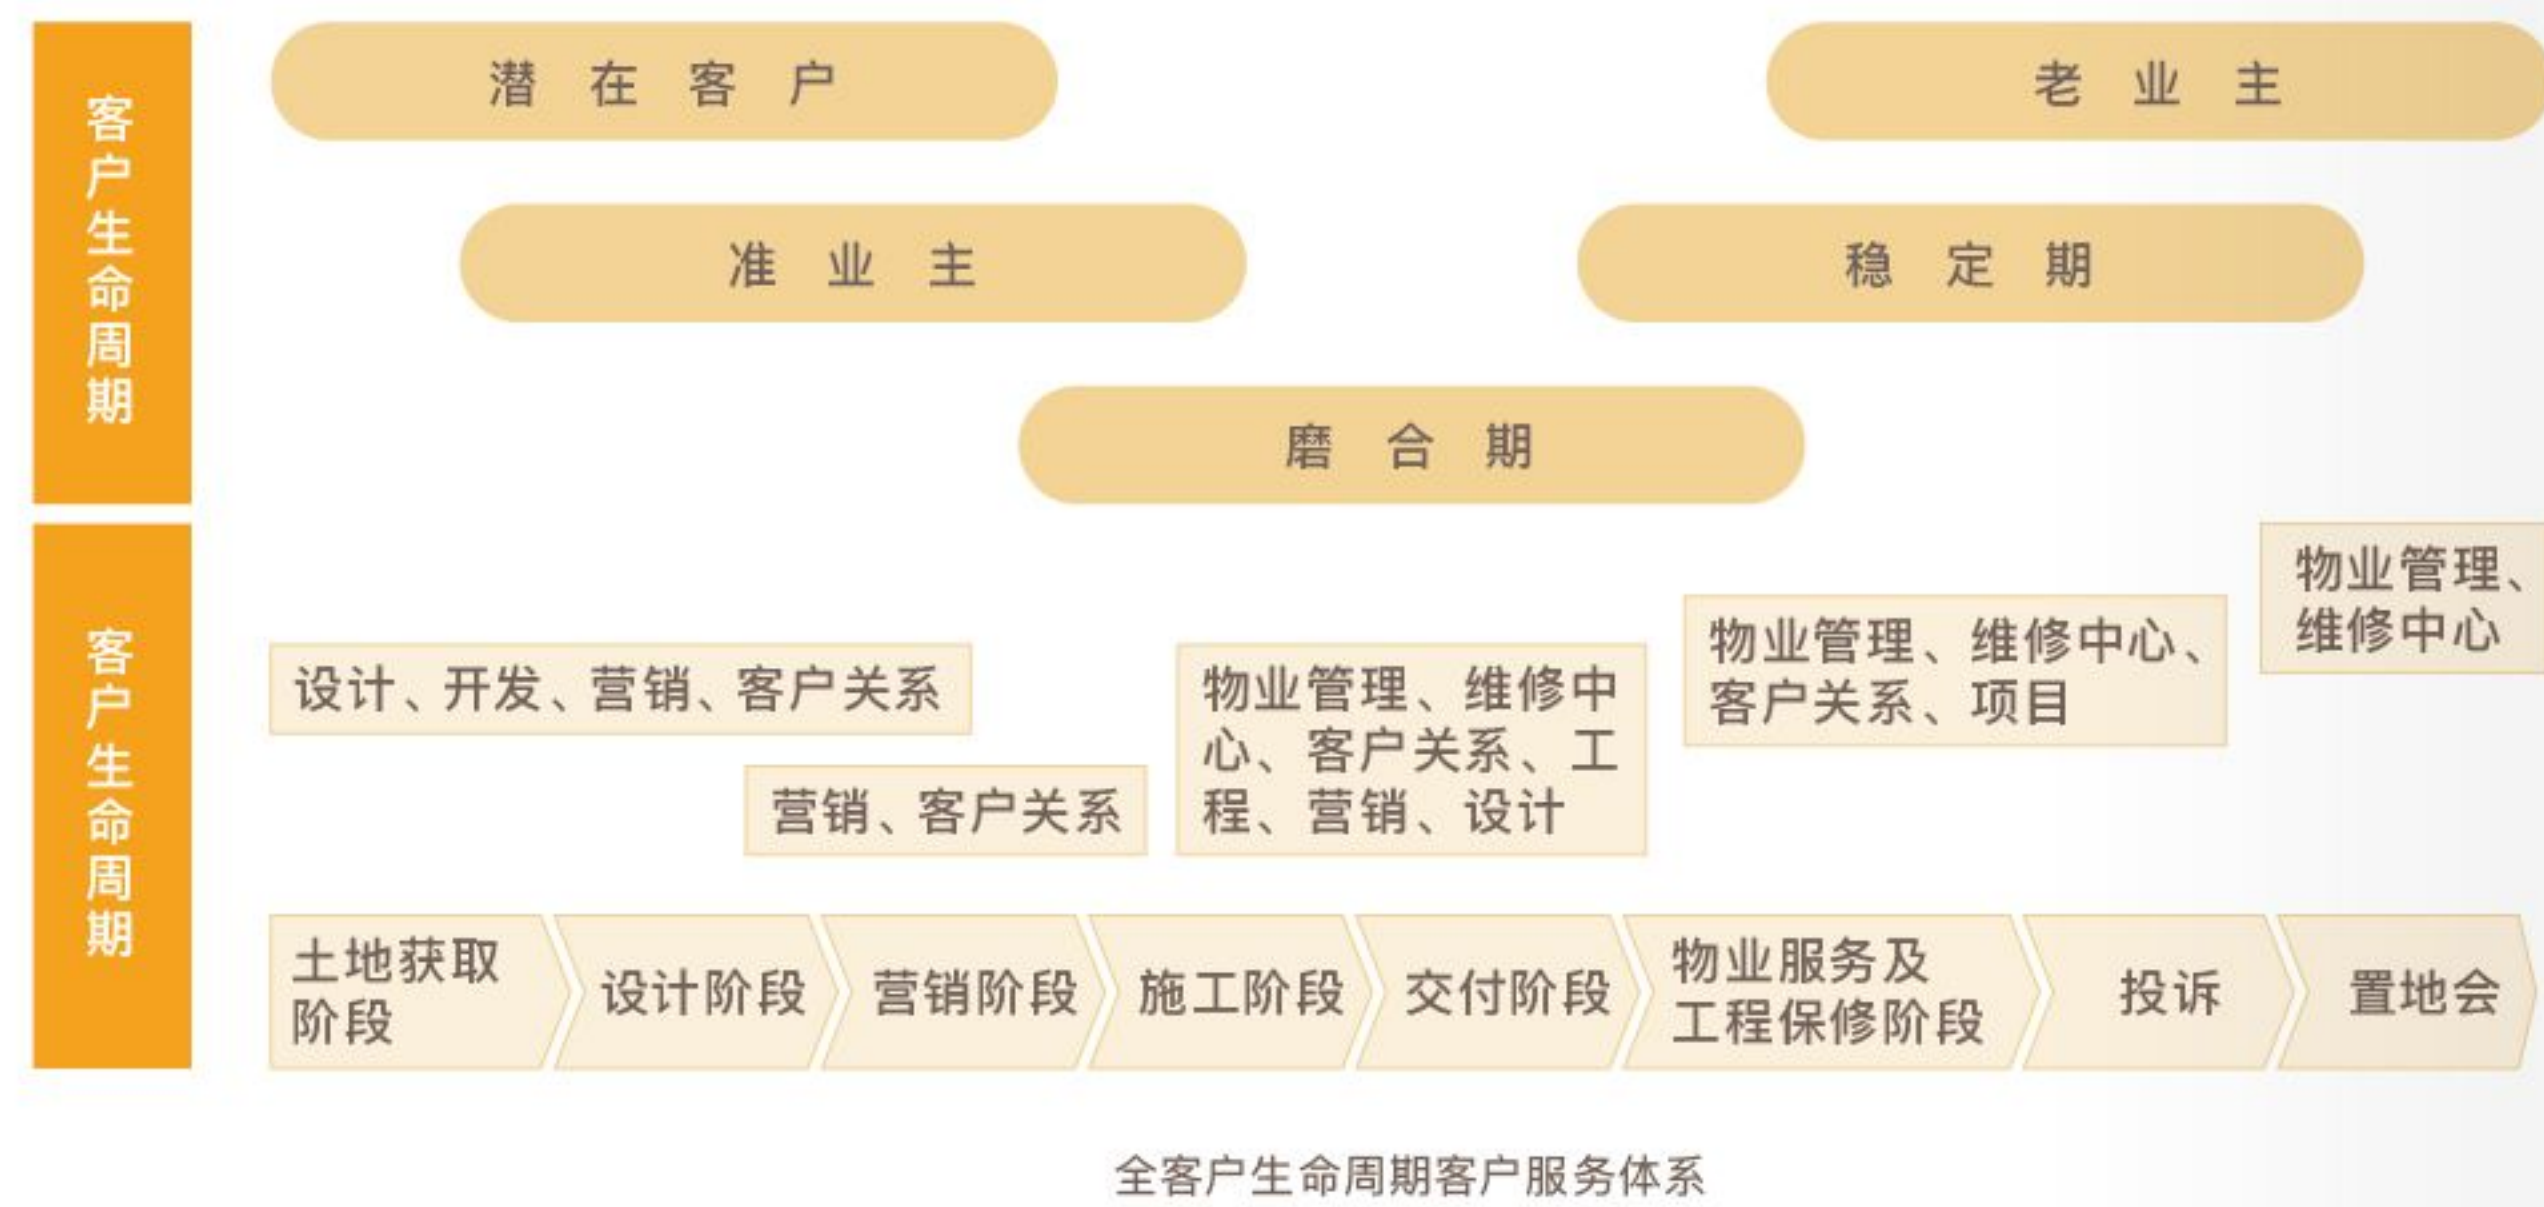 客户生命周期
潜在客户
老业主
准业主
稳定期
磨合期
客户生命周期
设计、开发、营销、客户关系
营销、客户关系
物业管理、维修中
心、客户关系、工
程、营销、设计
物业管理、维修中心、
客户关系、项目
物业管理、
维修中心
土地获取
阶段
设计阶段
营销阶段
施工阶段
交付阶段
物业服务及
工程保修阶段
投诉
置地会
全客户生命周期客户服务体系